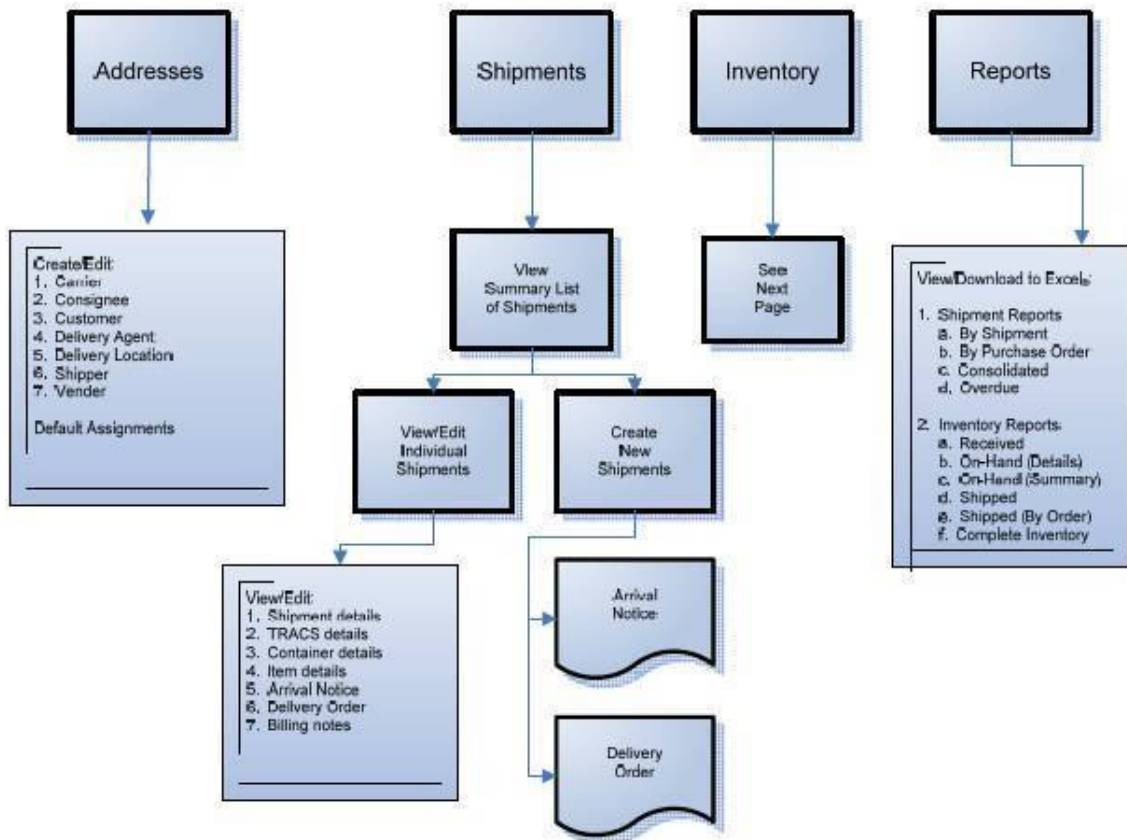 Addresses
Shipments
Inventory
Reports
Create/Edit:
1. Carrier
2. Consignee
3. Customer
4. Delivery Agent
5. Delivery Location
6. Shipper
7. Vender
Default Assignments
View
Summary List
of Shipments
See
Next
Page
View/Download to Excel:
1. Shipment Reports
a. By Shipment
b. By Purchase Order
c. Consolidated
d. Overdue
2. Inventory Reports
a. Received
b. On-Hand (Details)
c. On-Hand (Summary)
d. Shipped
e. Shipped (By Order)
f. Complete Inventory
View/Edit
Individual
Shipments
Create
New
Shipments
View/Edit:
1. Shipment details
2. TRACS details
3. Container details
4. Item details
5. Arrival Notice
6. Delivery Order
7. Billing notes
Arrival
Notice
Delivery
Order